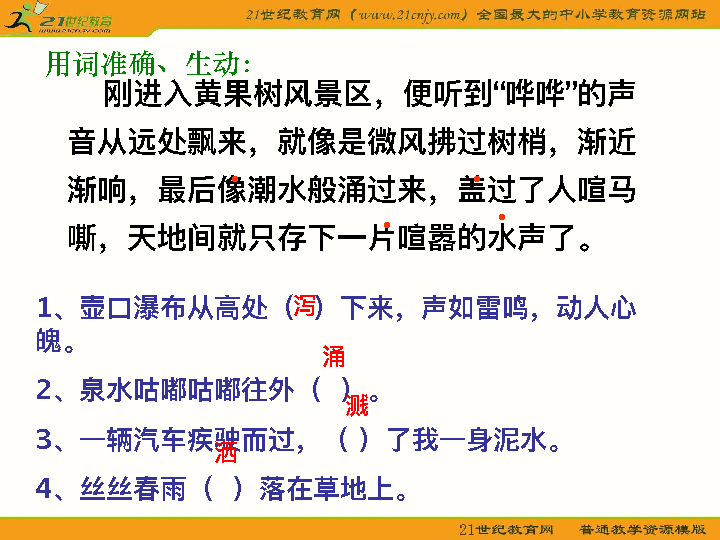 21世纪教育
www.21cnjy.com
21世纪教育网(www.21cnjy.com)全国最大的中小学教育资源网站
用词准确、生动:
刚进入黄果树风景区，便听到“哗哗”的声
音从远处飘来，就像是微风拂过树梢，渐近
渐响，最后像潮水般涌过来，盖过了人喧马
嘶，天地间就只存下一片喧嚣的水声了。
1、壶口瀑布从高处（泻）下来，声如雷鸣，动人心
魄。
涌
2、泉水咕嘟咕嘟往外（ ）。
溅
3、一辆汽车疾驶而过，（ ）了我一身泥水。
洒
4、丝丝春雨（ ）落在草地上。
21世纪教育网 普通教学资源模版